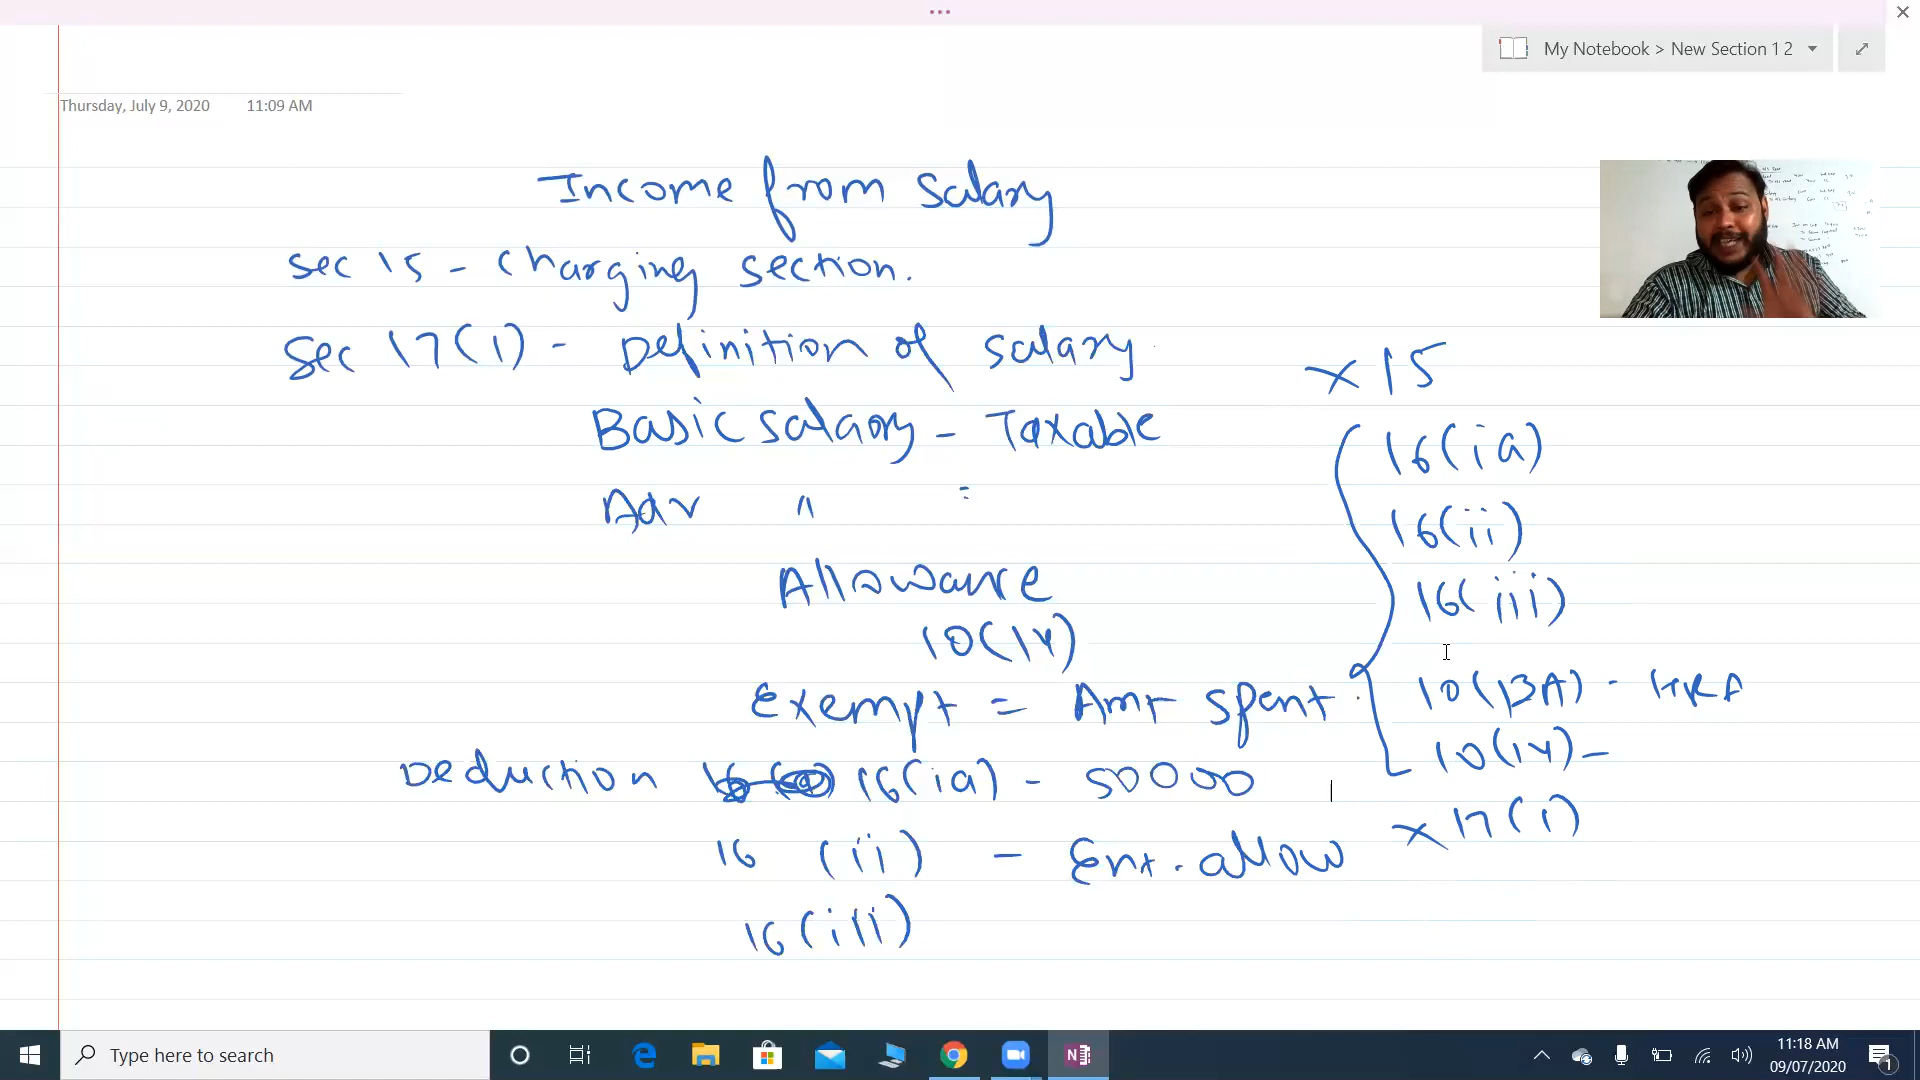 My Notebook > New Section 1 2
Thursday, July 9, 2020 11:09 AM
Income from salary
Sec 15 - Charging section.
Sec 17(1) - Definition of salary
Basic salary - Taxable
Adv " =
Allowance
10(14)
Exempt = Amt spent
Deduction 16(ia) - 50000
16 (ii) - Ent. allow
16(iii)
x 15
16(ia)
16(ii)
16(iii)
10(13A) - HRA
10(14) -
x 17(1)
Type here to search
11:18 AM
09/07/2020
1